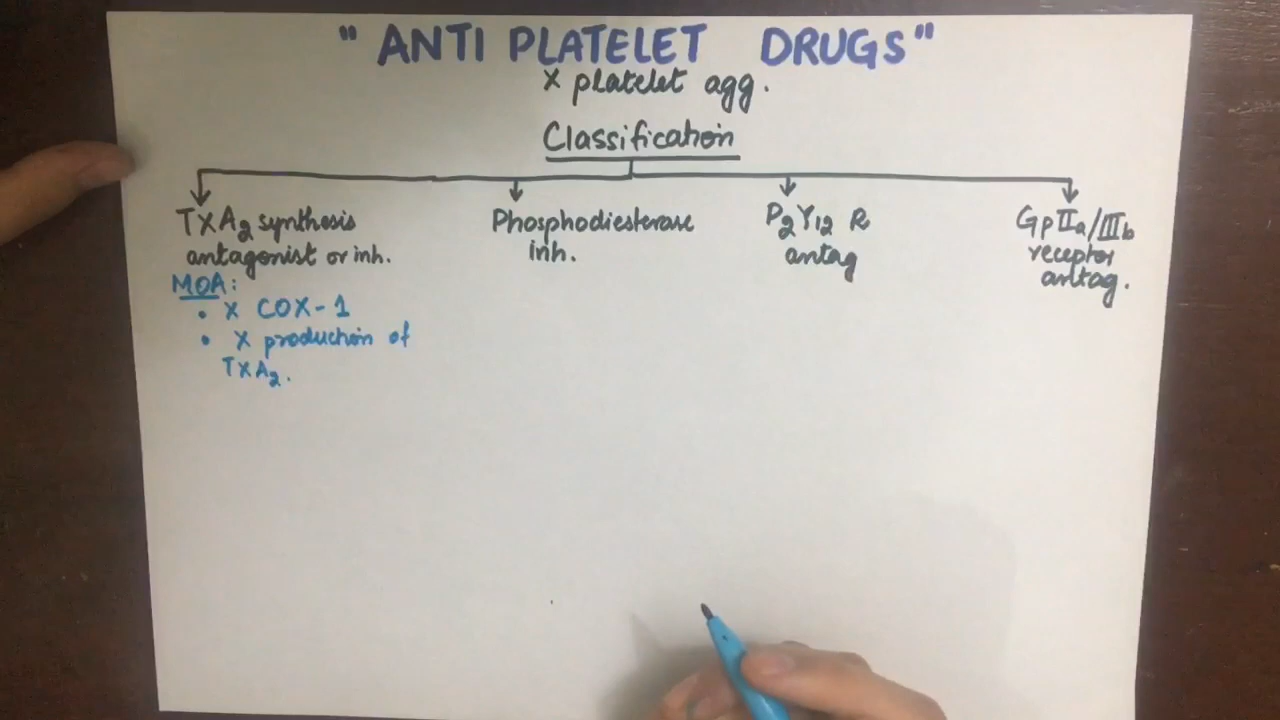 " ANTI PLATELET DRUGS"
X platelet agg.
Classification
TXA₂ synthesis
antagonist or inh.
MOA:
• X COX-1
• X production of
TXA₂.
Phosphodiesterase
inh.
P₂Y₁₂ R
antag
GpIIa/IIIb
receptor
antag.